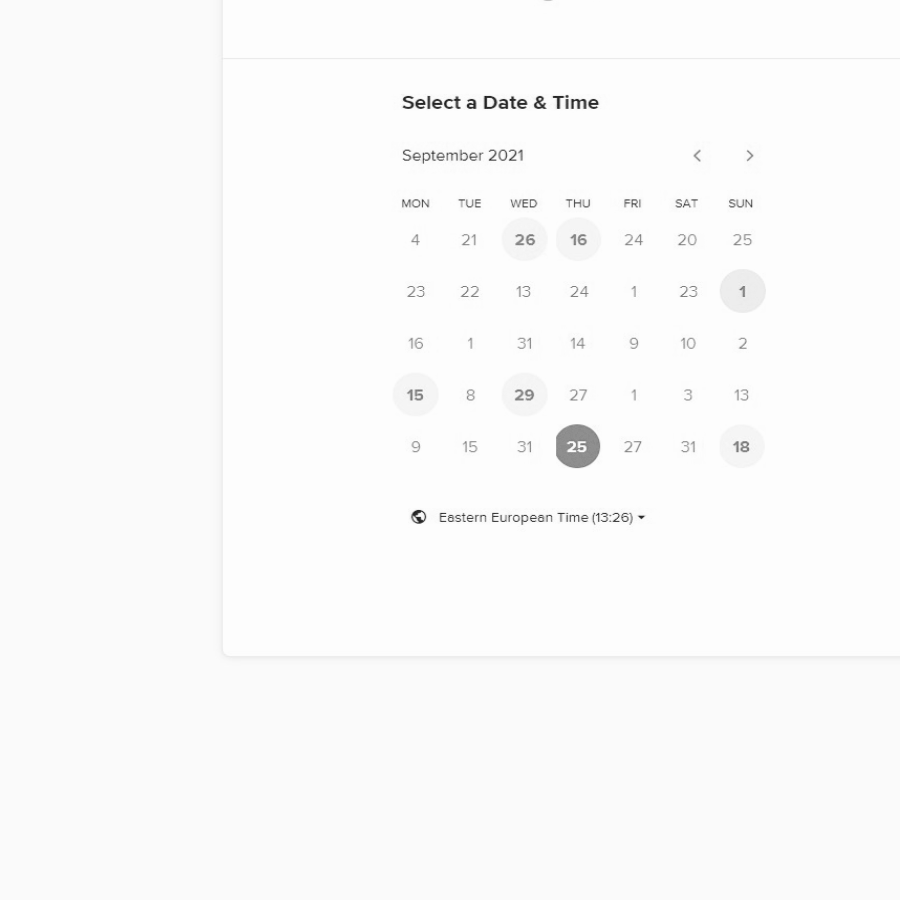 Select a Date & Time
September 2021
MON TUE WED THU FRI SAT SUN
4 21 26 16 24 20 25
23 22 13 24 1 23 1
16 1 31 14 9 10 2
15 8 29 27 1 3 13
9 15 31 25 27 31 18
Eastern European Time (13:26)